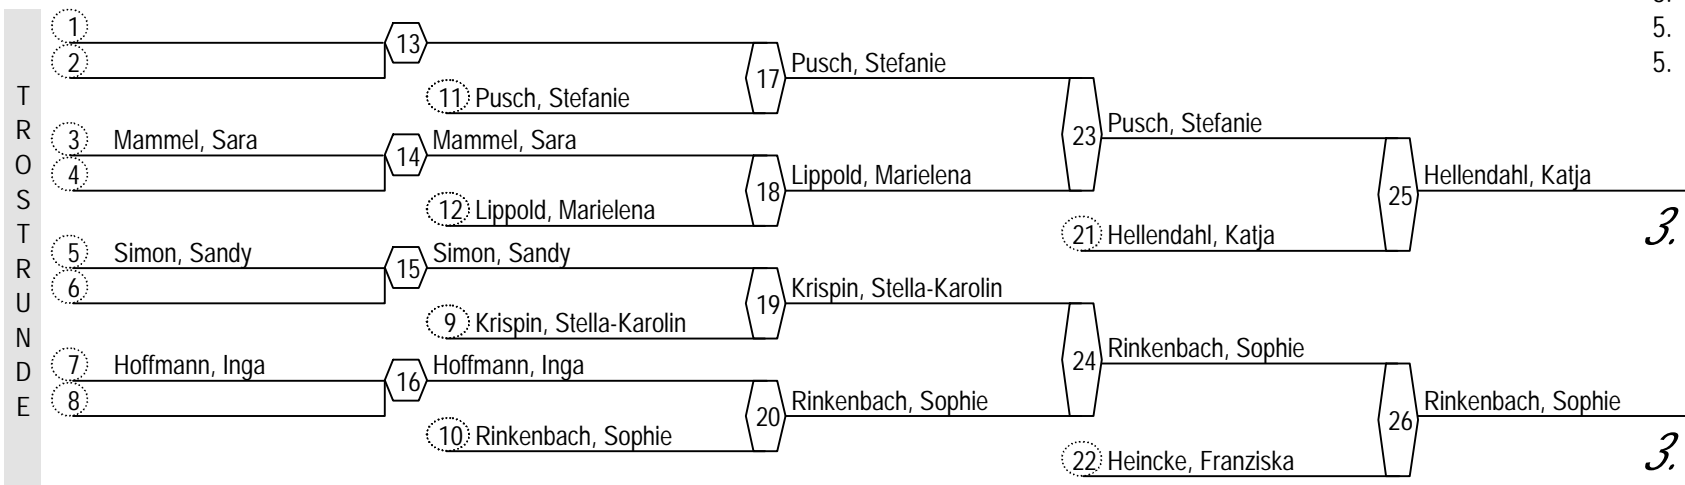 TROSTRUNDE
5.
5.
1
2
13
11 Pusch, Stefanie
17 Pusch, Stefanie
3 Mammel, Sara
4
14 Mammel, Sara
12 Lippold, Marielena
18 Lippold, Marielena
23 Pusch, Stefanie
21 Hellendahl, Katja
25 Hellendahl, Katja
3.
5 Simon, Sandy
6
15 Simon, Sandy
9 Krispin, Stella-Karolin
19 Krispin, Stella-Karolin
7 Hoffmann, Inga
8
16 Hoffmann, Inga
10 Rinkenbach, Sophie
20 Rinkenbach, Sophie
24 Rinkenbach, Sophie
22 Heincke, Franziska
26 Rinkenbach, Sophie
3.